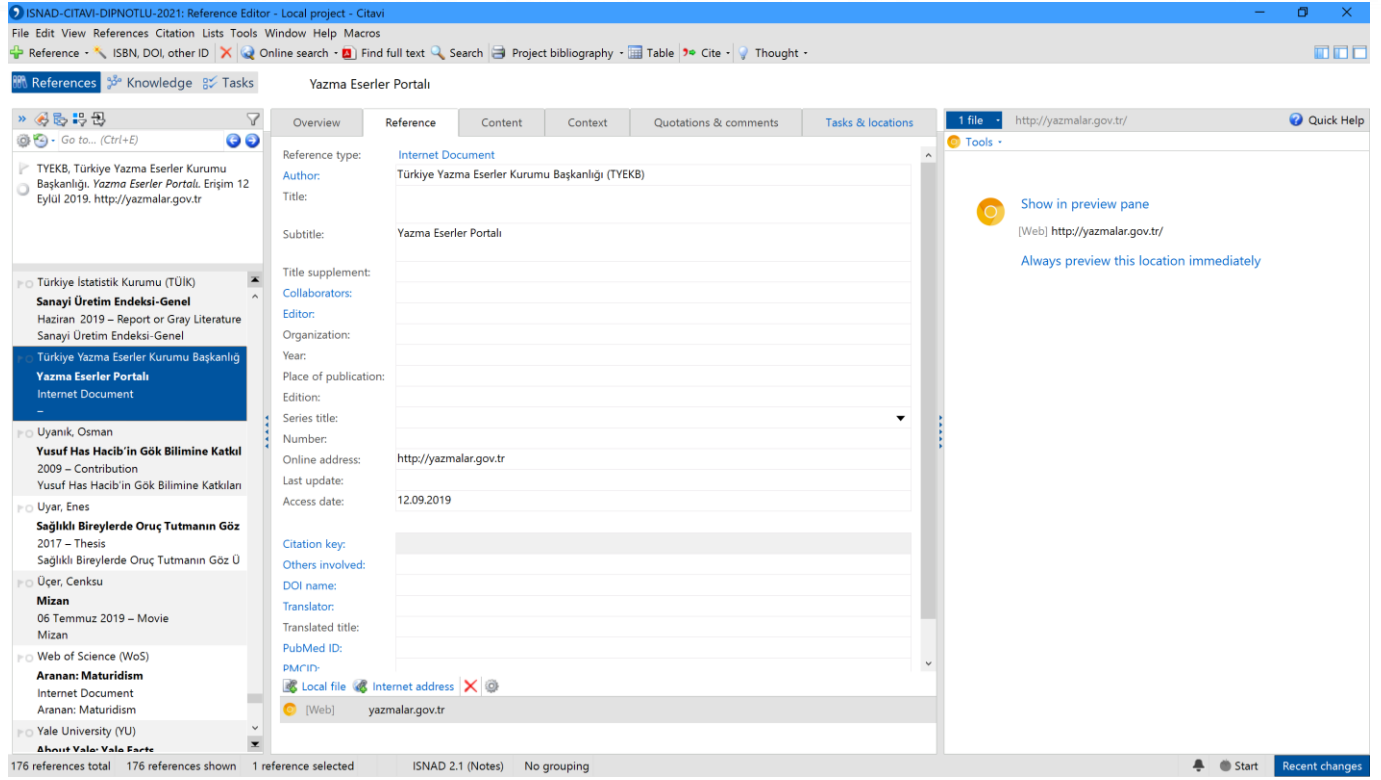 ISNAD-CITAVI-DIPNOTLU-2021: Reference Editor - Local project - Citavi
File Edit View References Citation Lists Tools Window Help Macros
Reference ISBN, DOI, other ID Online search Find full text Search Project bibliography Table Cite Thought
References Knowledge Tasks Yazma Eserler Portalı
Go to... (Ctrl+E)
TYEKB, Türkiye Yazma Eserler Kurumu
Başkanlığı. Yazma Eserler Portalı. Erişim 12
Eylül 2019. http://yazmalar.gov.tr
Türkiye İstatistik Kurumu (TÜİK)
Sanayi Üretim Endeksi-Genel
Haziran 2019 – Report or Gray Literature
Sanayi Üretim Endeksi-Genel
Türkiye Yazma Eserler Kurumu Başkanlığ
Yazma Eserler Portalı
Internet Document
–
Uyanık, Osman
Yusuf Has Hacib'in Gök Bilimine Katkıl
2009 – Contribution
Yusuf Has Hacib'in Gök Bilimine Katkıları
Uyar, Enes
Sağlıklı Bireylerde Oruç Tutmanın Göz
2017 – Thesis
Sağlıklı Bireylerde Oruç Tutmanın Göz Ü
Üçer, Cenksu
Mizan
06 Temmuz 2019 – Movie
Mizan
Web of Science (WoS)
Aranan: Maturidism
Internet Document
Aranan: Maturidism
Yale University (YU)
About Yale: Yale Facts
Overview Reference Content Context Quotations & comments Tasks & locations
Reference type: Internet Document
Author: Türkiye Yazma Eserler Kurumu Başkanlığı (TYEKB)
Title:
Subtitle: Yazma Eserler Portalı
Title supplement:
Collaborators:
Editor:
Organization:
Year:
Place of publication:
Edition:
Series title:
Number:
Online address: http://yazmalar.gov.tr
Last update:
Access date: 12.09.2019
Citation key:
Others involved:
DOI name:
Translator:
Translated title:
PubMed ID:
PMCID:
Local file Internet address
[Web] yazmalar.gov.tr
1 file http://yazmalar.gov.tr/ Quick Help
Tools
Show in preview pane
[Web] http://yazmalar.gov.tr/
Always preview this location immediately
176 references total 176 references shown 1 reference selected ISNAD 2.1 (Notes) No grouping Start Recent changes